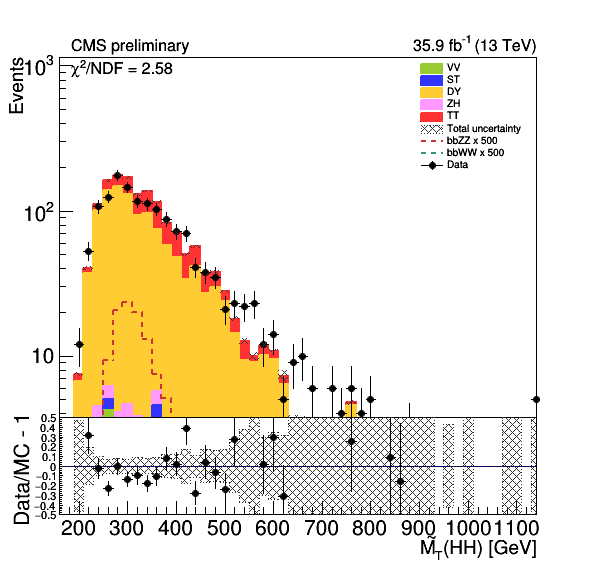 CMS preliminary
35.9 fb⁻¹ (13 TeV)
Events
10³
10²
10
χ²/NDF = 2.58
VV
ST
DY
ZH
TT
Total uncertainty
bbZZ x 500
bbWW x 500
Data
Data/MC - 1
0.5
0.4
0.3
0.2
0.1
0
−0.1
−0.2
−0.3
−0.4
−0.5
200 300 400 500 600 700 800 900 1000 1100
M̃_T(HH) [GeV]